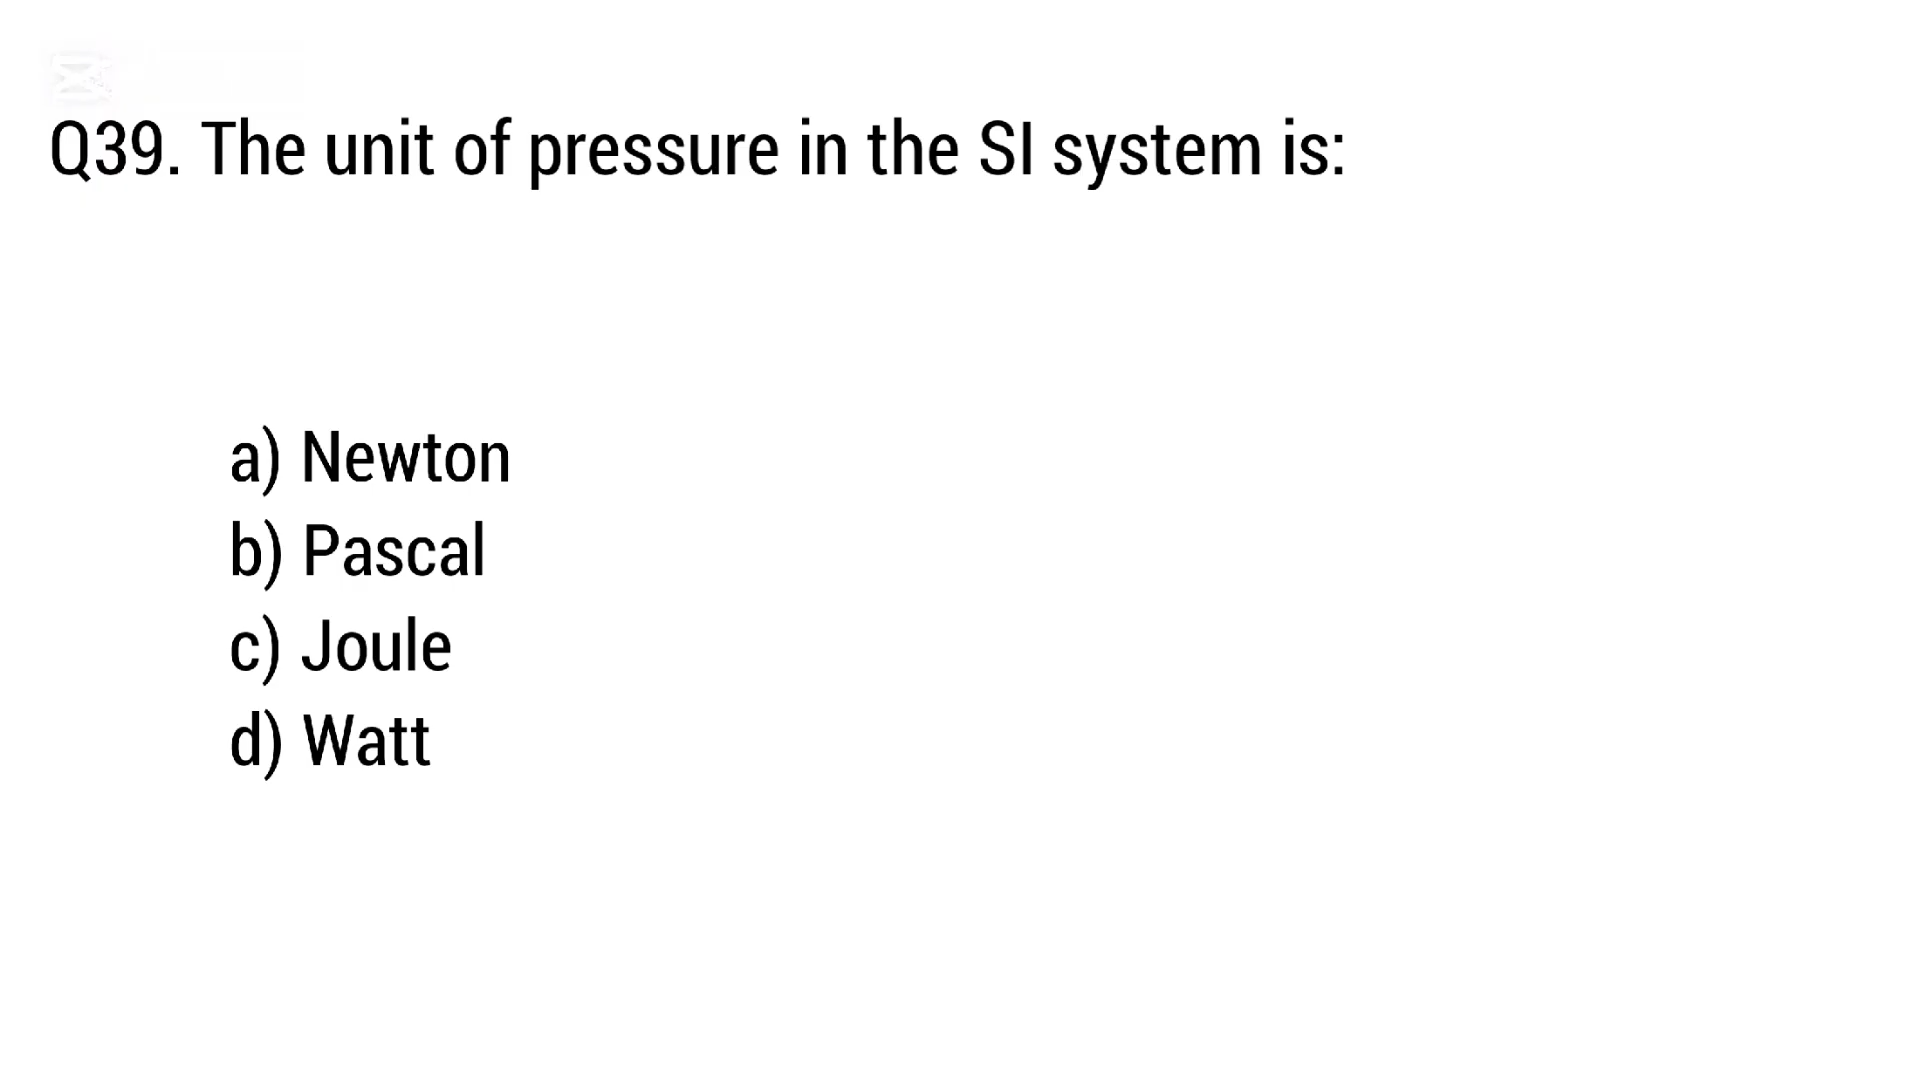 Q39. The unit of pressure in the SI system is:
a) Newton
b) Pascal
c) Joule
d) Watt